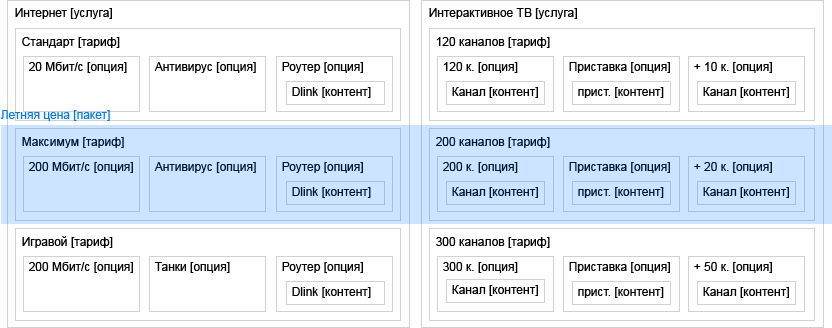 Интернет [услуга]
Стандарт [тариф]
20 Мбит/с [опция]
Антивирус [опция]
Роутер [опция]
Dlink [контент]
Летняя цена [пакет]
Максимум [тариф]
200 Мбит/с [опция]
Антивирус [опция]
Роутер [опция]
Dlink [контент]
Игравой [тариф]
200 Мбит/с [опция]
Танки [опция]
Роутер [опция]
Dlink [контент]
Интерактивное ТВ [услуга]
120 каналов [тариф]
120 к. [опция]
Канал [контент]
Приставка [опция]
прист. [контент]
+ 10 к. [опция]
Канал [контент]
200 каналов [тариф]
200 к. [опция]
Канал [контент]
Приставка [опция]
прист. [контент]
+ 20 к. [опция]
Канал [контент]
300 каналов [тариф]
300 к. [опция]
Канал [контент]
Приставка [опция]
прист. [контент]
+ 50 к. [опция]
Канал [контент]